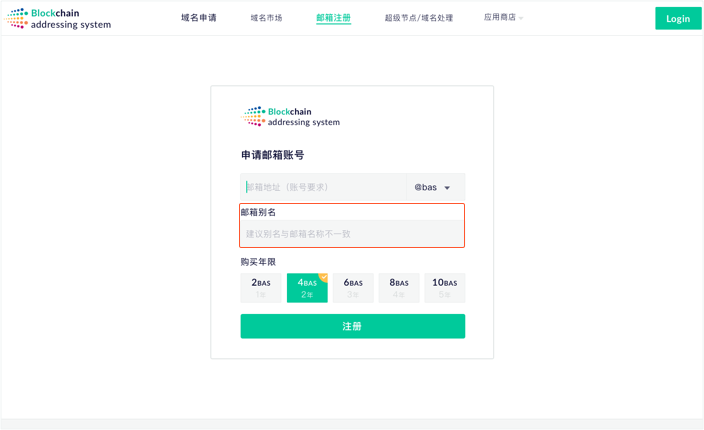 Blockchain
addressing system
域名申请
域名市场
邮箱注册
超级节点/域名处理
应用商店
Login
Blockchain
addressing system
申请邮箱账号
邮箱地址（账号要求）
@bas
邮箱别名
建议别名与邮箱名称不一致
购买年限
2BAS 4BAS 6BAS 8BAS 10BAS
1年 2年 3年 4年 5年
注册